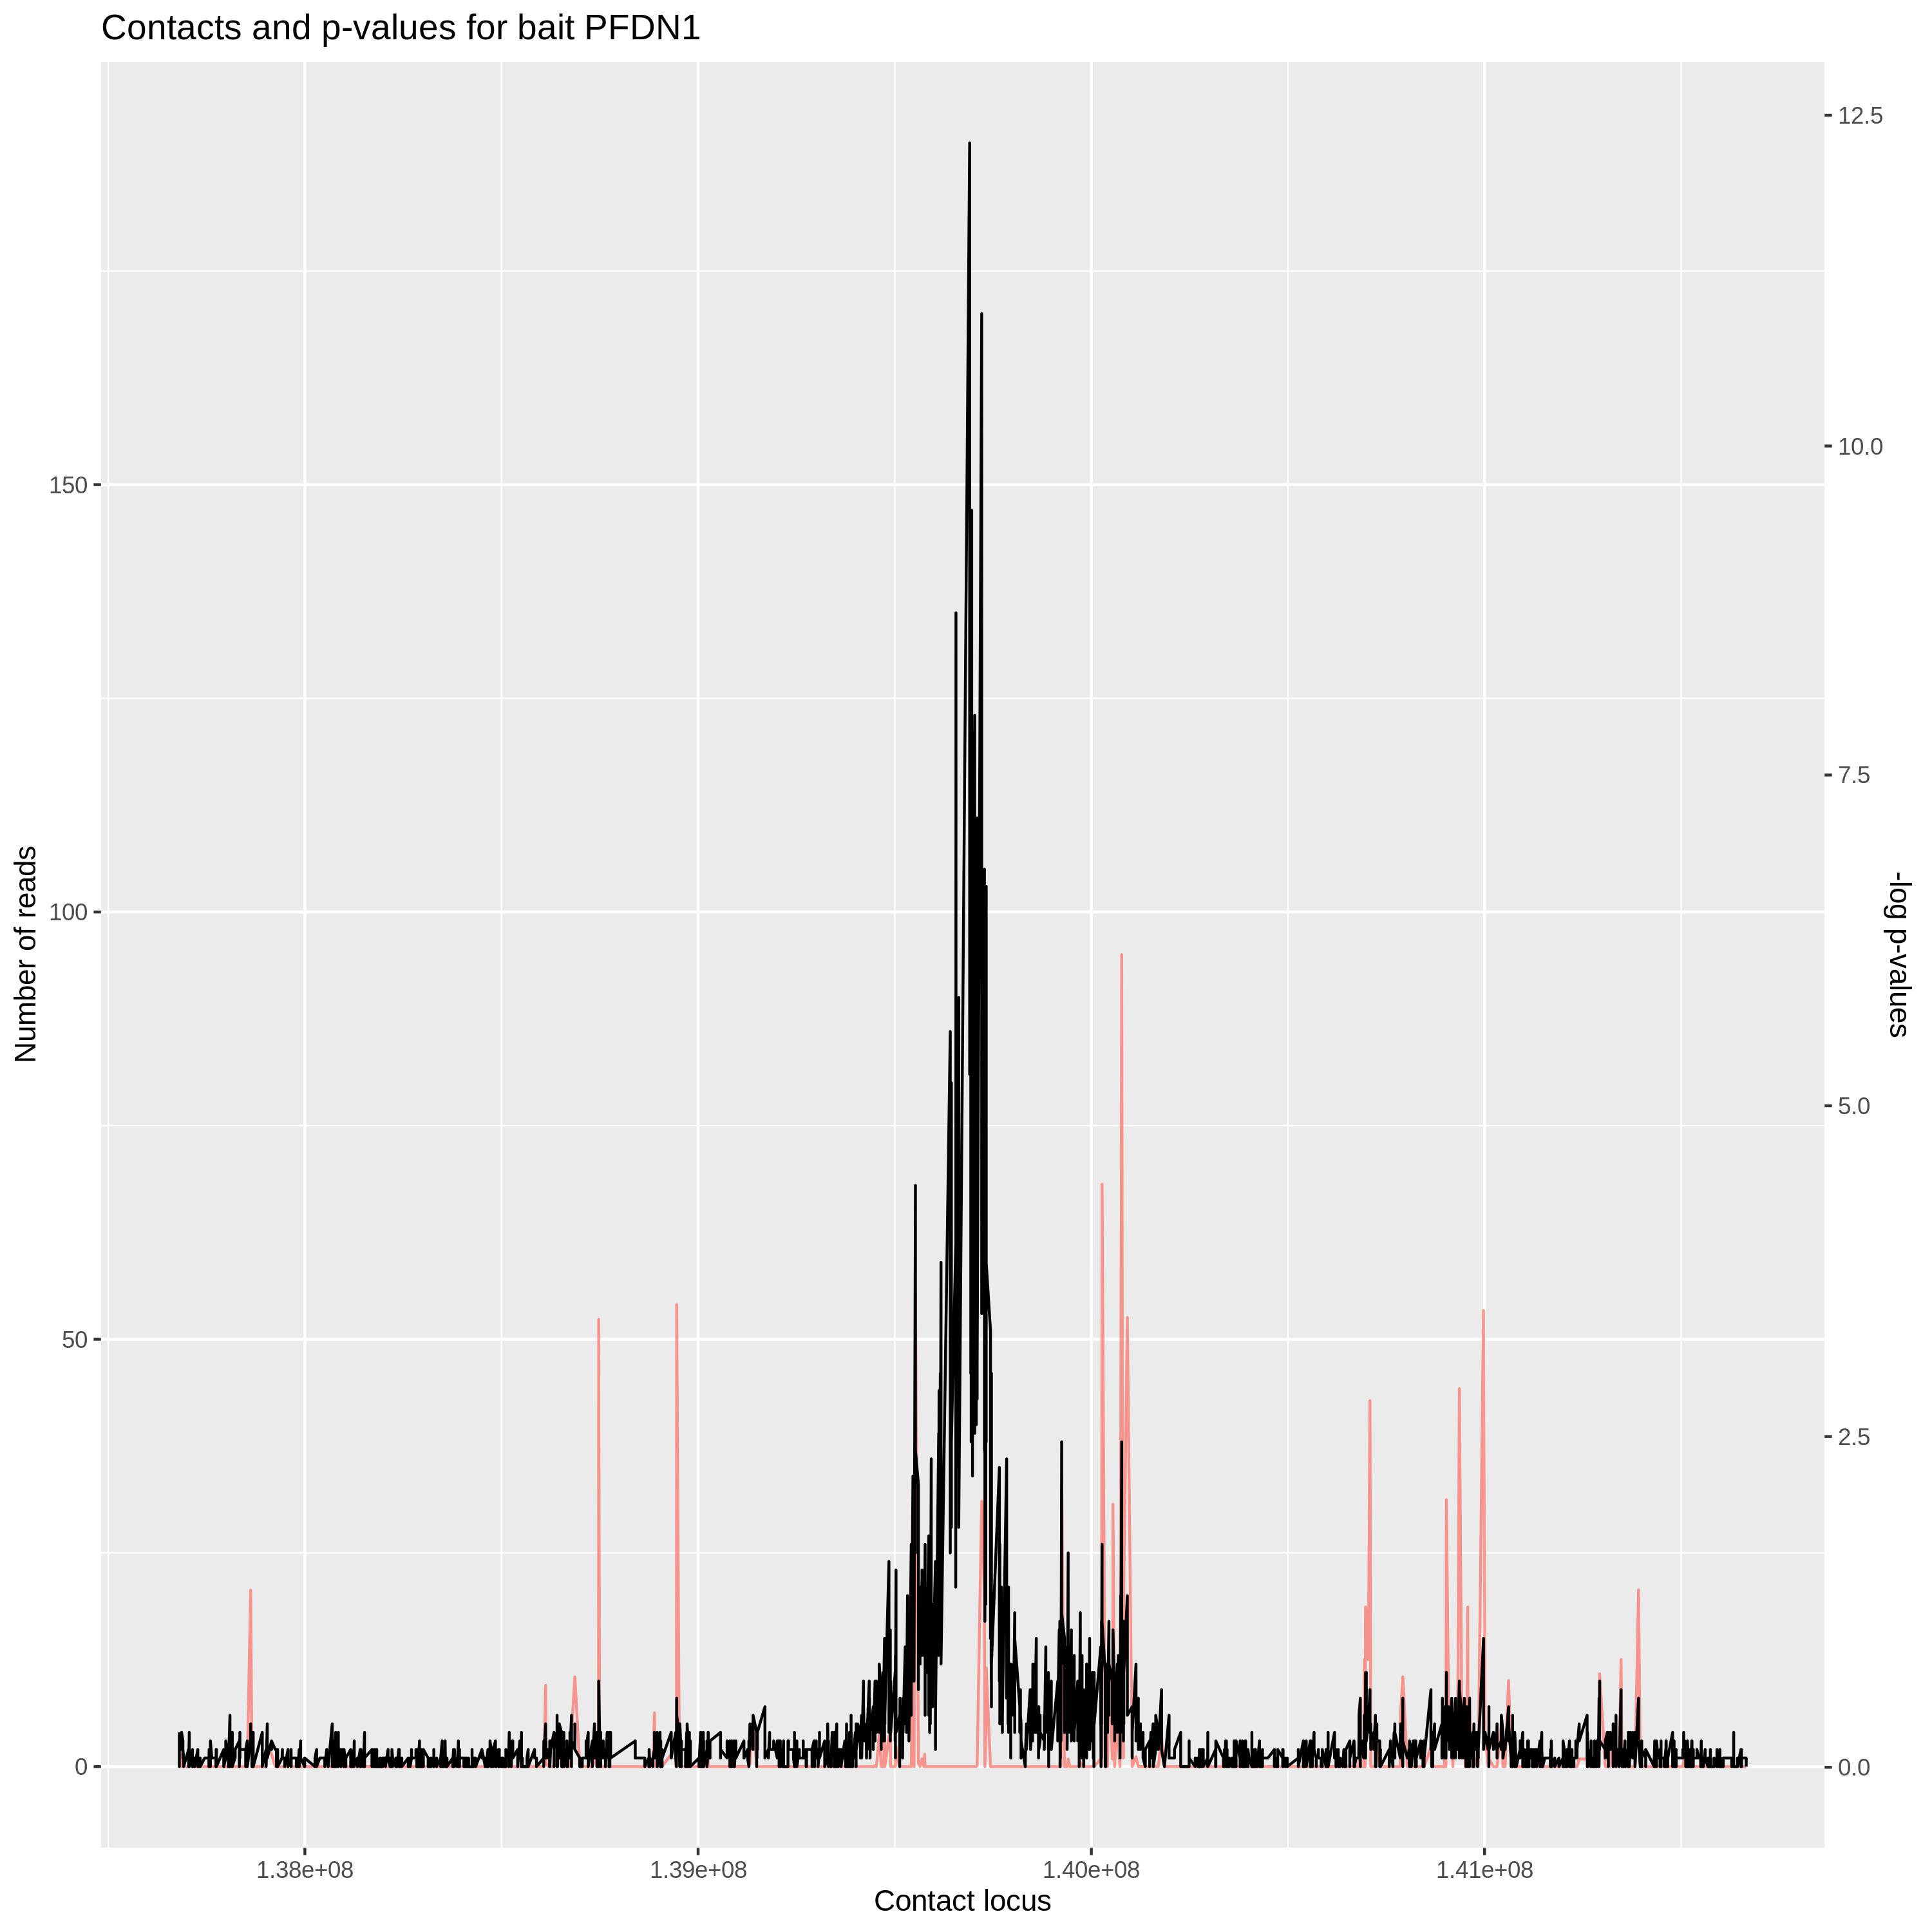 Contacts and p-values for bait PFDN1
12.5
10.0
150
7.5
100
Number of reads
-log p-values
5.0
50
2.5
0
0.0
1.38e+08
1.39e+08
1.40e+08
1.41e+08
Contact locus